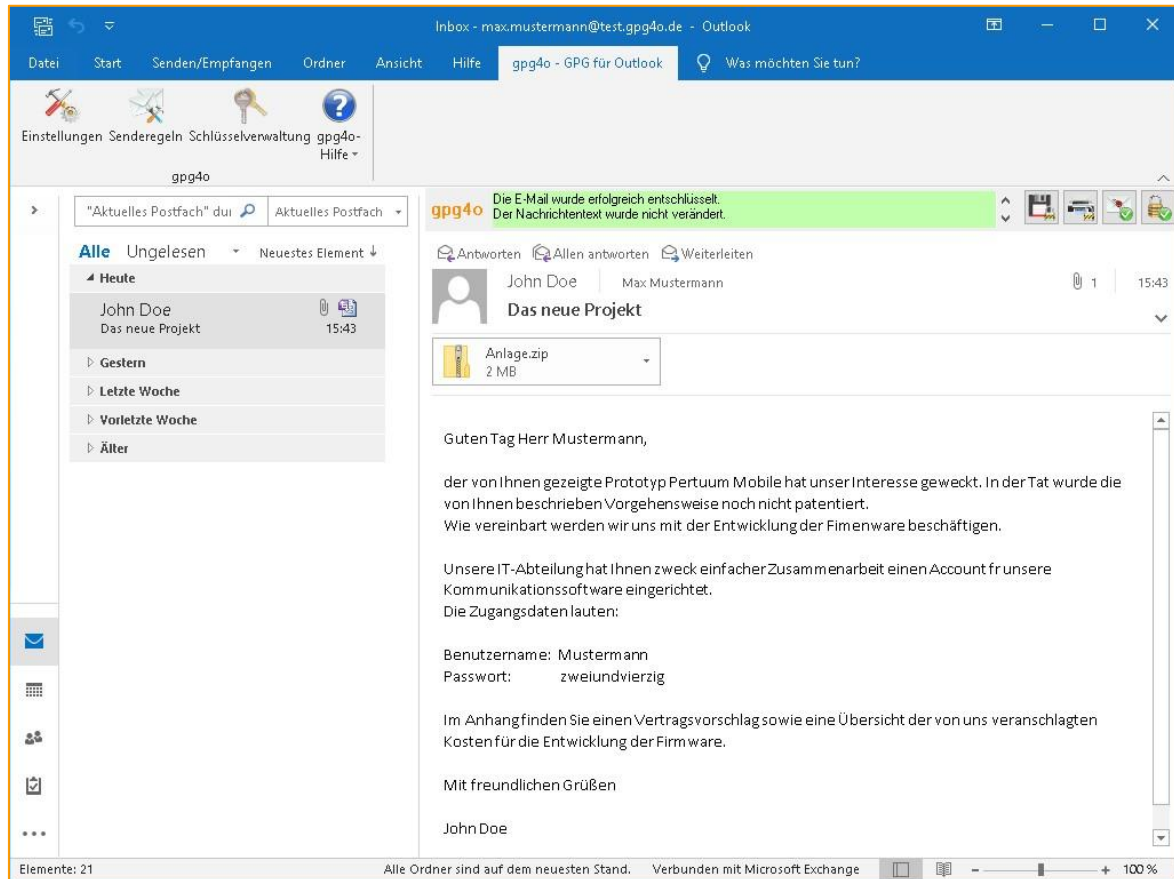 Inbox - max.mustermann@test.gpg4o.de - Outlook
Datei Start Senden/Empfangen Ordner Ansicht Hilfe gpg4o - GPG für Outlook Was möchten Sie tun?
Einstellungen Senderegeln Schlüsselverwaltung gpg4o-
Hilfe
gpg4o
"Aktuelles Postfach" du Aktuelles Postfach
Alle Ungelesen Neuestes Element ↓
Heute
John Doe
Das neue Projekt 15:43
Gestern
Letzte Woche
Vorletzte Woche
Älter
gpg4o
Die E-Mail wurde erfolgreich entschlüsselt.
Der Nachrichtentext wurde nicht verändert.
Antworten Allen antworten Weiterleiten
John Doe Max Mustermann 1 15:43
Das neue Projekt
Anlage.zip
2 MB
Guten Tag Herr Mustermann,
der von Ihnen gezeigte Prototyp Pertuum Mobile hat unser Interesse geweckt. In der Tat wurde die
von Ihnen beschrieben Vorgehensweise noch nicht patentiert.
Wie vereinbart werden wir uns mit der Entwicklung der Fimenware beschäftigen.
Unsere IT-Abteilung hat Ihnen zweck einfacher Zusammenarbeit einen Account fr unsere
Kommunikationssoftware eingerichtet.
Die Zugangsdaten lauten:
Benutzername: Mustermann
Passwort: zweiundvierzig
Im Anhang finden Sie einen Vertragsvorschlag sowie eine Übersicht der von uns veranschlagten
Kosten für die Entwicklung der Firmware.
Mit freundlichen Grüßen
John Doe
Elemente: 21 Alle Ordner sind auf dem neuesten Stand. Verbunden mit Microsoft Exchange - + 100 %